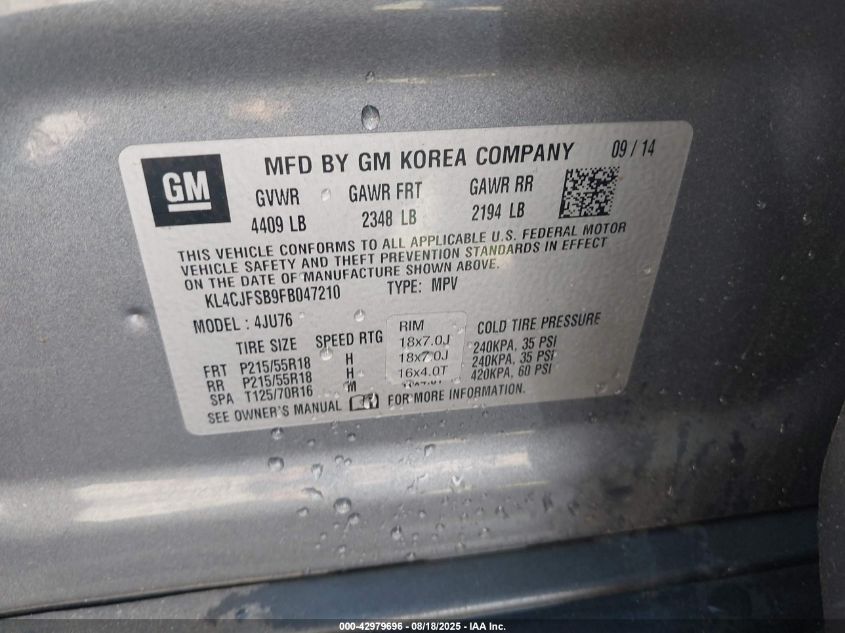 GM
MFD BY GM KOREA COMPANY 09 / 14
GVWR GAWR FRT GAWR RR
4409 LB 2348 LB 2194 LB
THIS VEHICLE CONFORMS TO ALL APPLICABLE U.S. FEDERAL MOTOR
VEHICLE SAFETY AND THEFT PREVENTION STANDARDS IN EFFECT
ON THE DATE OF MANUFACTURE SHOWN ABOVE.
KL4CJFSB9FB047210 TYPE: MPV
MODEL : 4JU76
TIRE SIZE SPEED RTG RIM COLD TIRE PRESSURE
FRT P215/55R18 H 18x7.0J 240KPA, 35 PSI
RR P215/55R18 H 18x7.0J 240KPA, 35 PSI
SPA T125/70R16 M 16x4.0T 420KPA, 60 PSI
SEE OWNER'S MANUAL FOR MORE INFORMATION.
000-42979696 - 08/18/2025 - IAA Inc.